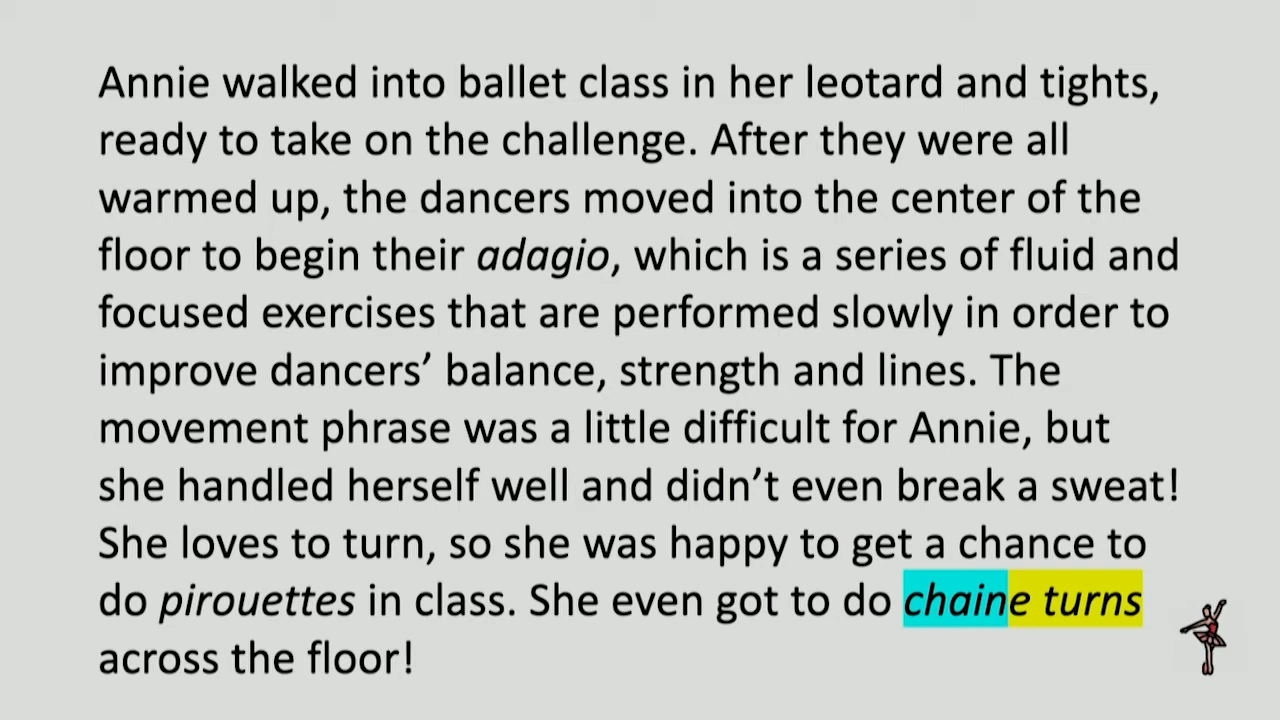 Annie walked into ballet class in her leotard and tights,
ready to take on the challenge. After they were all
warmed up, the dancers moved into the center of the
floor to begin their adagio, which is a series of fluid and
focused exercises that are performed slowly in order to
improve dancers’ balance, strength and lines. The
movement phrase was a little difficult for Annie, but
she handled herself well and didn’t even break a sweat!
She loves to turn, so she was happy to get a chance to
do pirouettes in class. She even got to do chaine turns
across the floor!